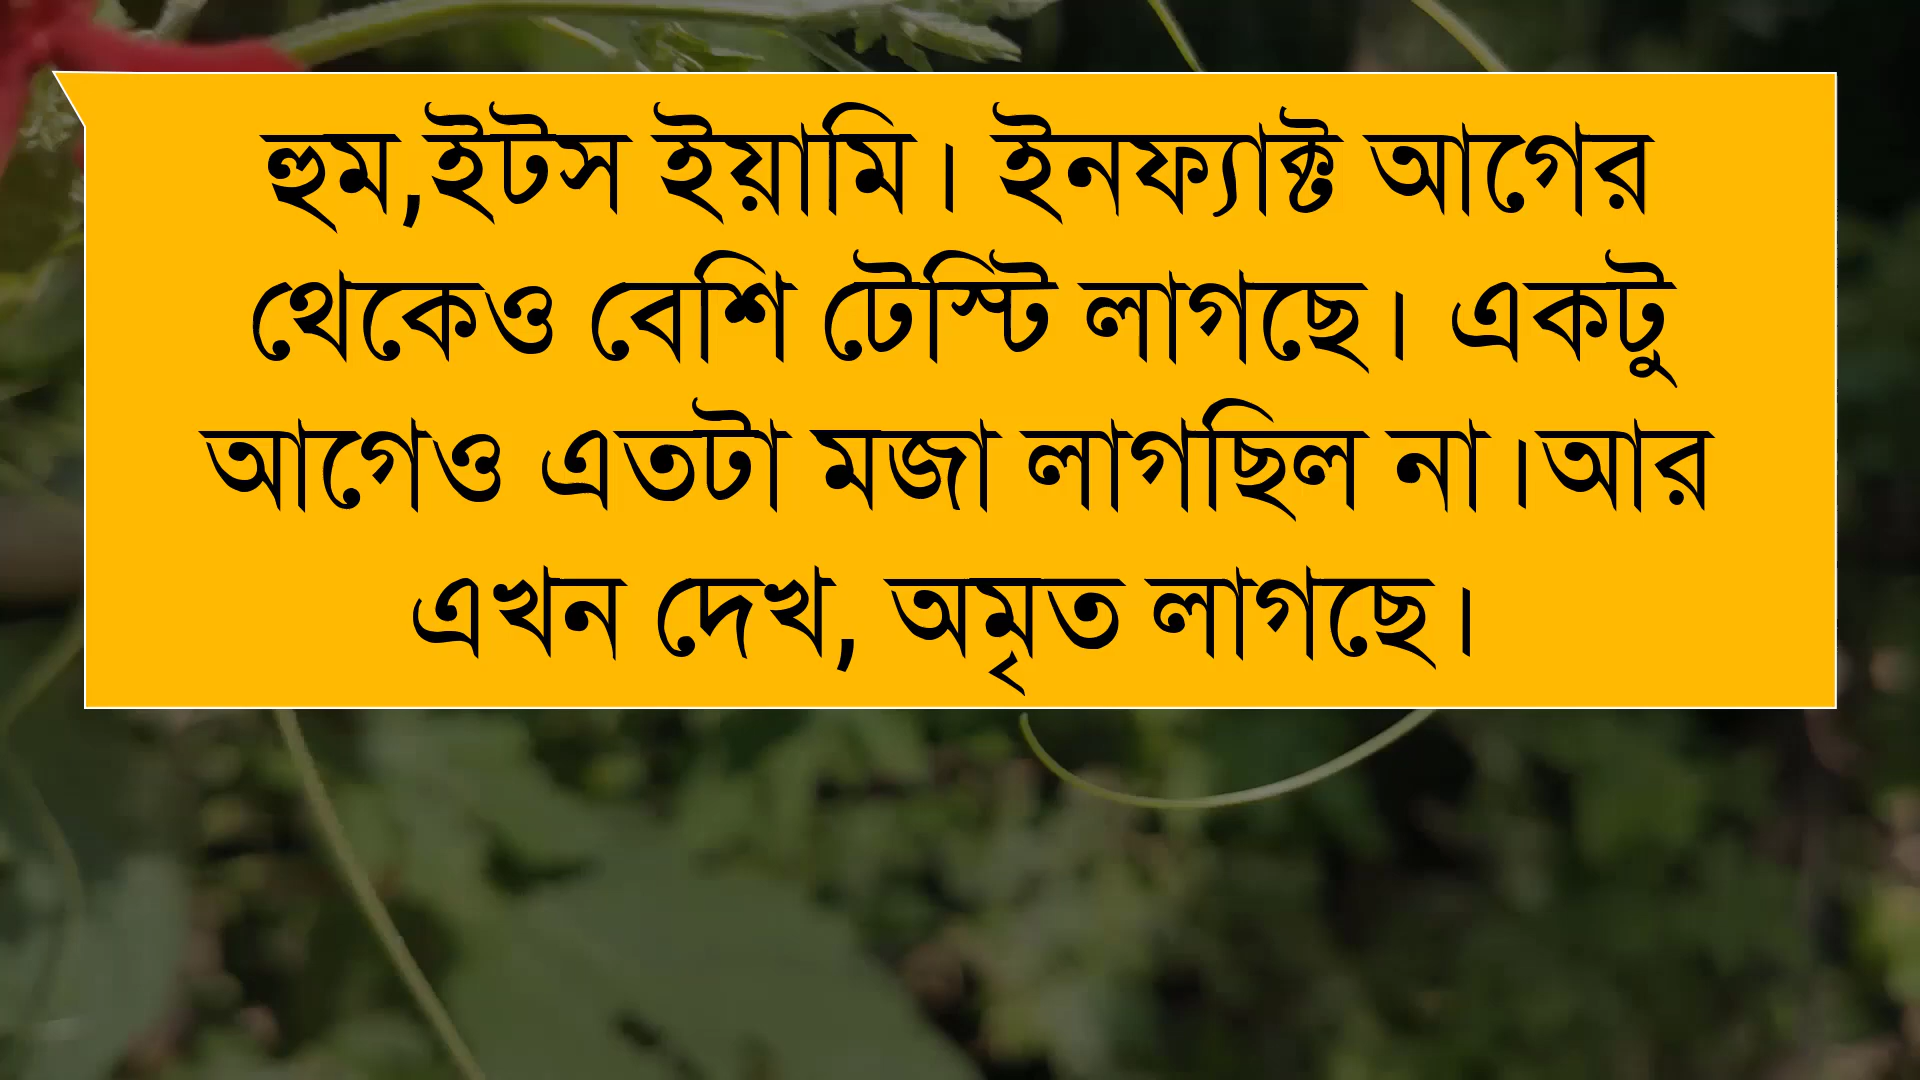 হুম,ইটস ইয়ামি। ইনফ্যাক্ট আগের
থেকেও বেশি টেস্টি লাগছে। একটু
আগেও এতটা মজা লাগছিল না।আর
এখন দেখ, অমৃত লাগছে।